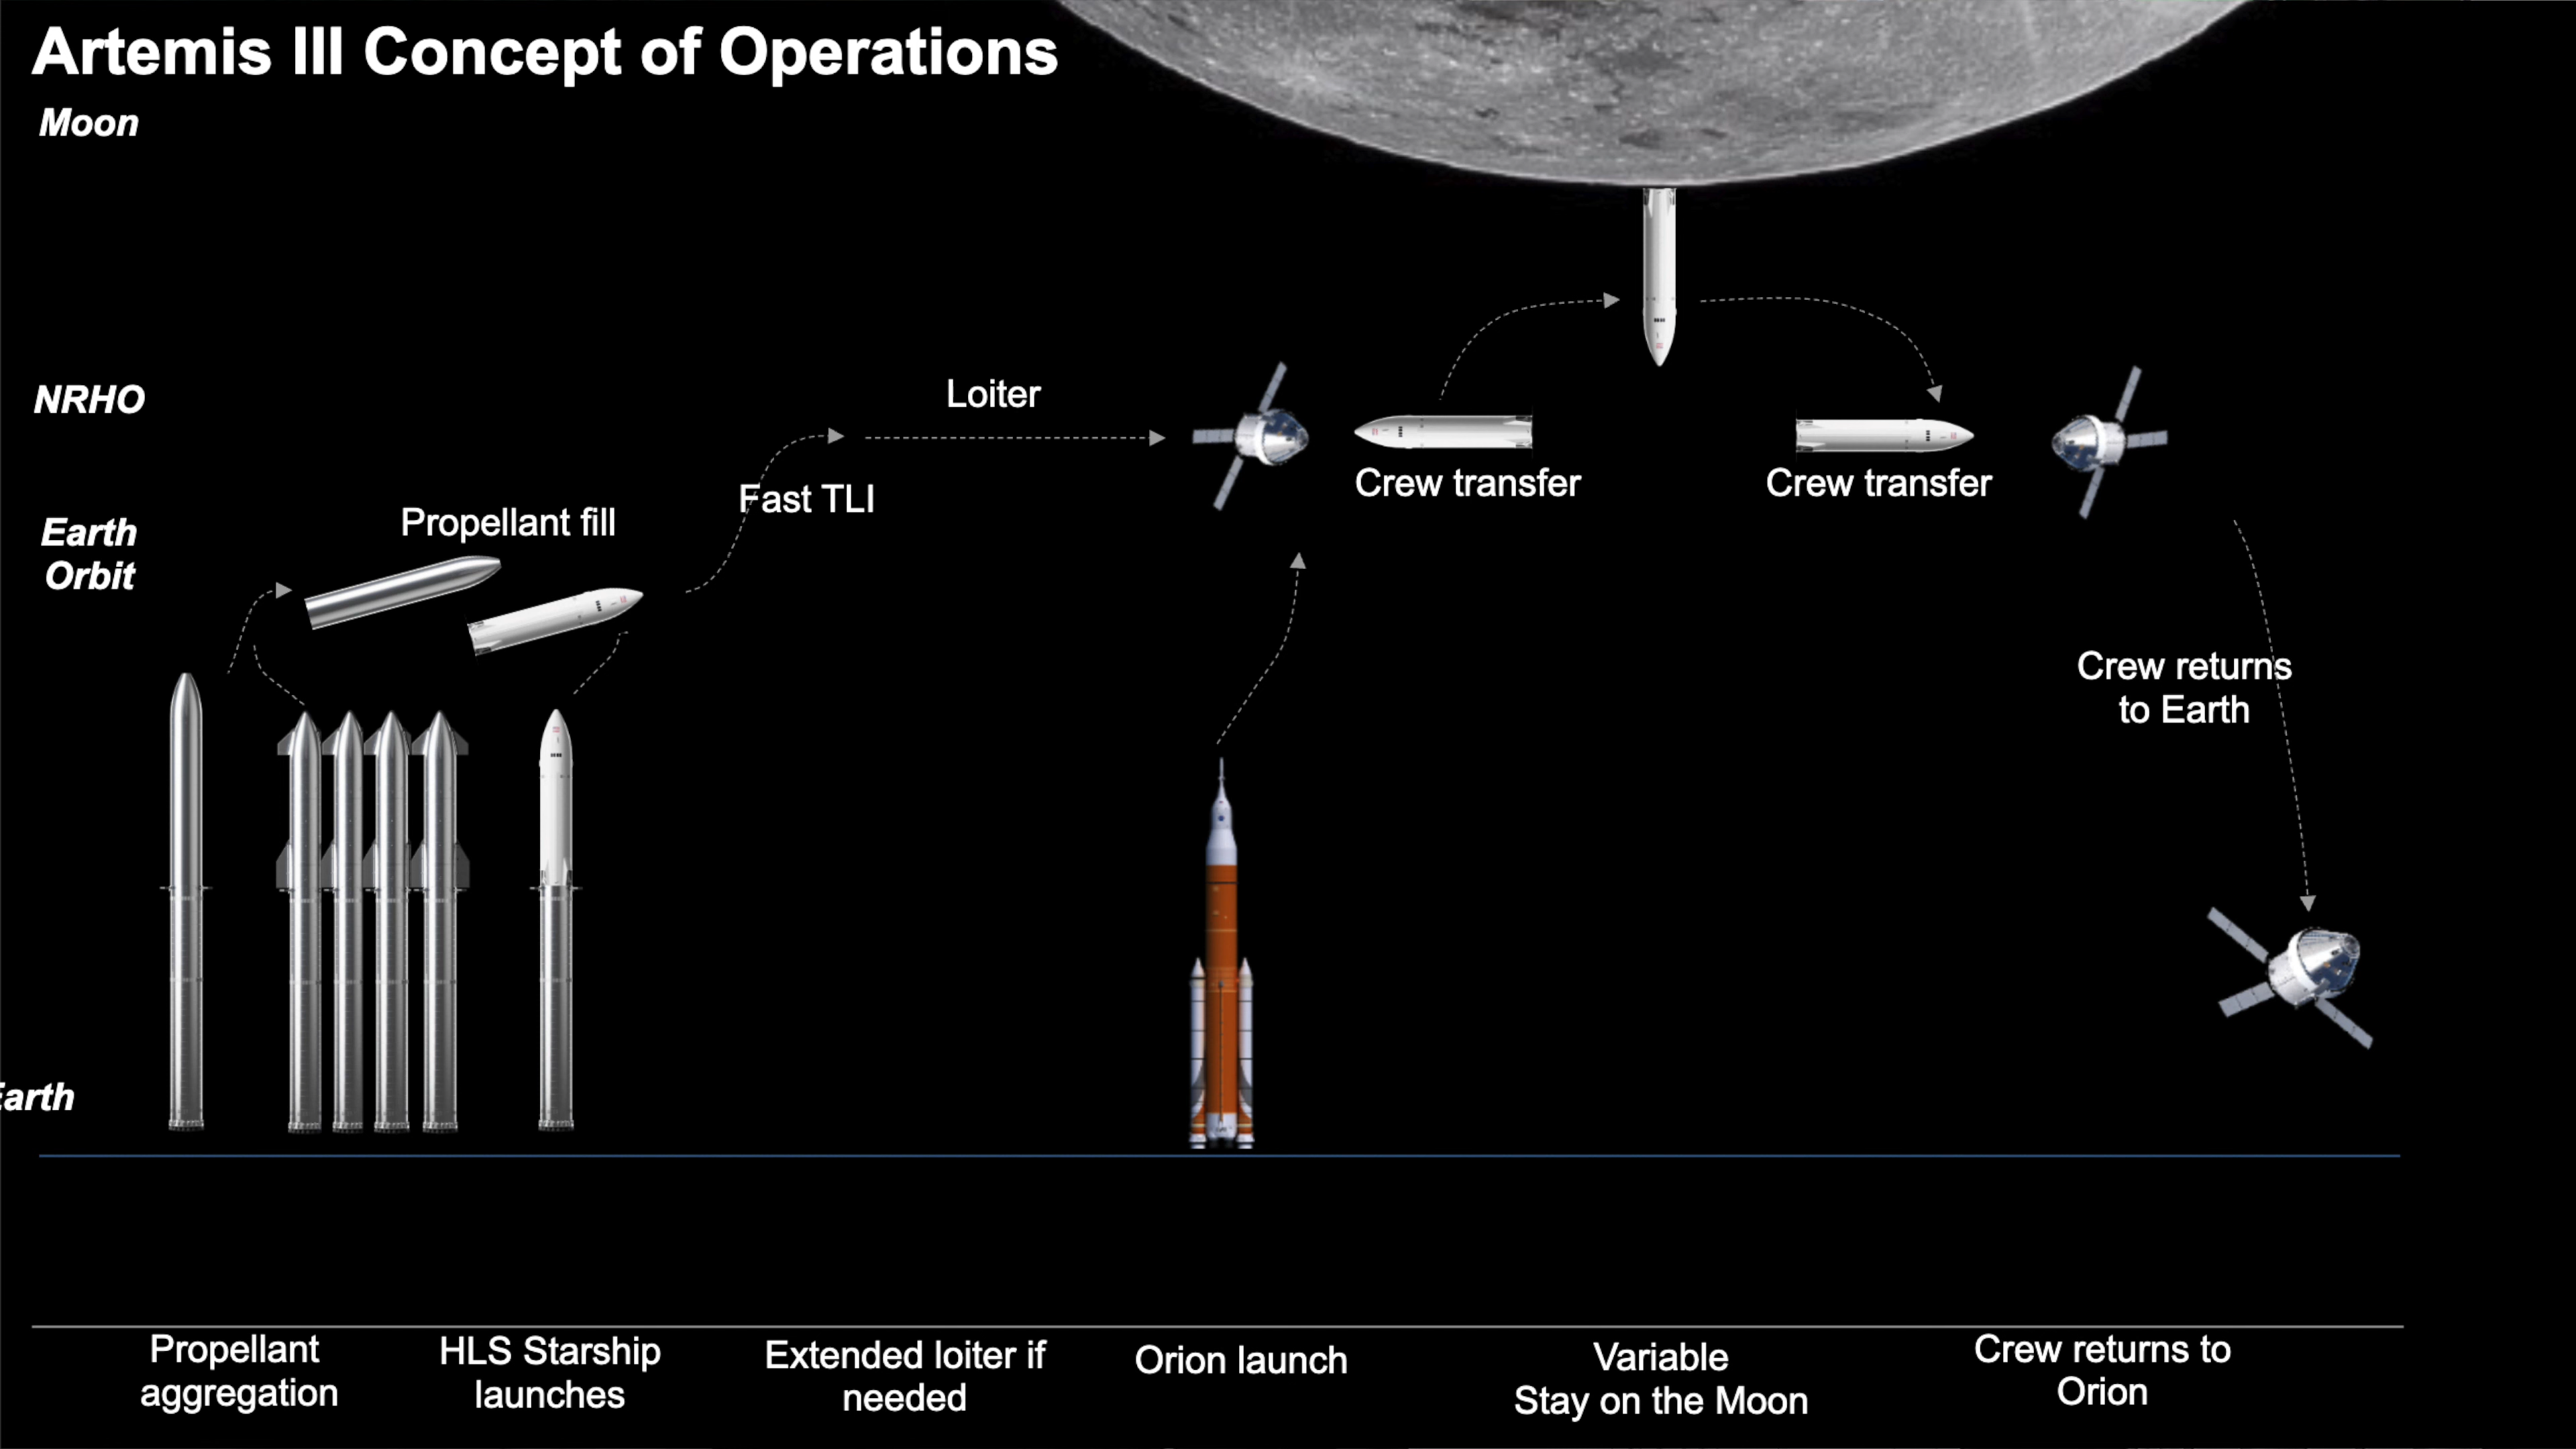 Artemis III Concept of Operations
Moon
NRHO
Loiter
Fast TLI
Crew transfer
Crew transfer
Earth
Orbit
Propellant fill
Crew returns
to Earth
Earth
Propellant
aggregation
HLS Starship
launches
Extended loiter if
needed
Orion launch
Variable
Stay on the Moon
Crew returns to
Orion